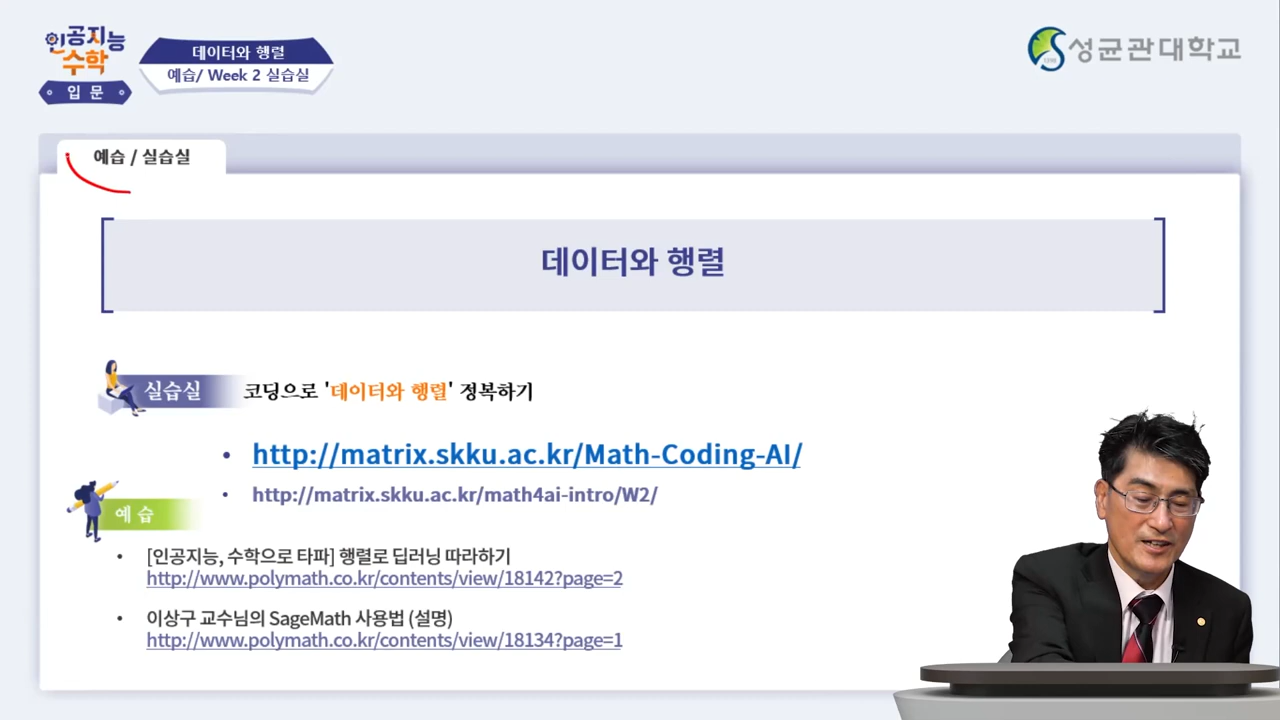 인공지능
수학
입문
데이터와 행렬
예습/ Week 2 실습실
성균관대학교
예습 / 실습실
데이터와 행렬
실습실
코딩으로 '데이터와 행렬' 정복하기
• http://matrix.skku.ac.kr/Math-Coding-AI/
• http://matrix.skku.ac.kr/math4ai-intro/W2/
예습
• [인공지능, 수학으로 타파] 행렬로 딥러닝 따라하기
http://www.polymath.co.kr/contents/view/18142?page=2
• 이상구 교수님의 SageMath 사용법 (설명)
http://www.polymath.co.kr/contents/view/18134?page=1